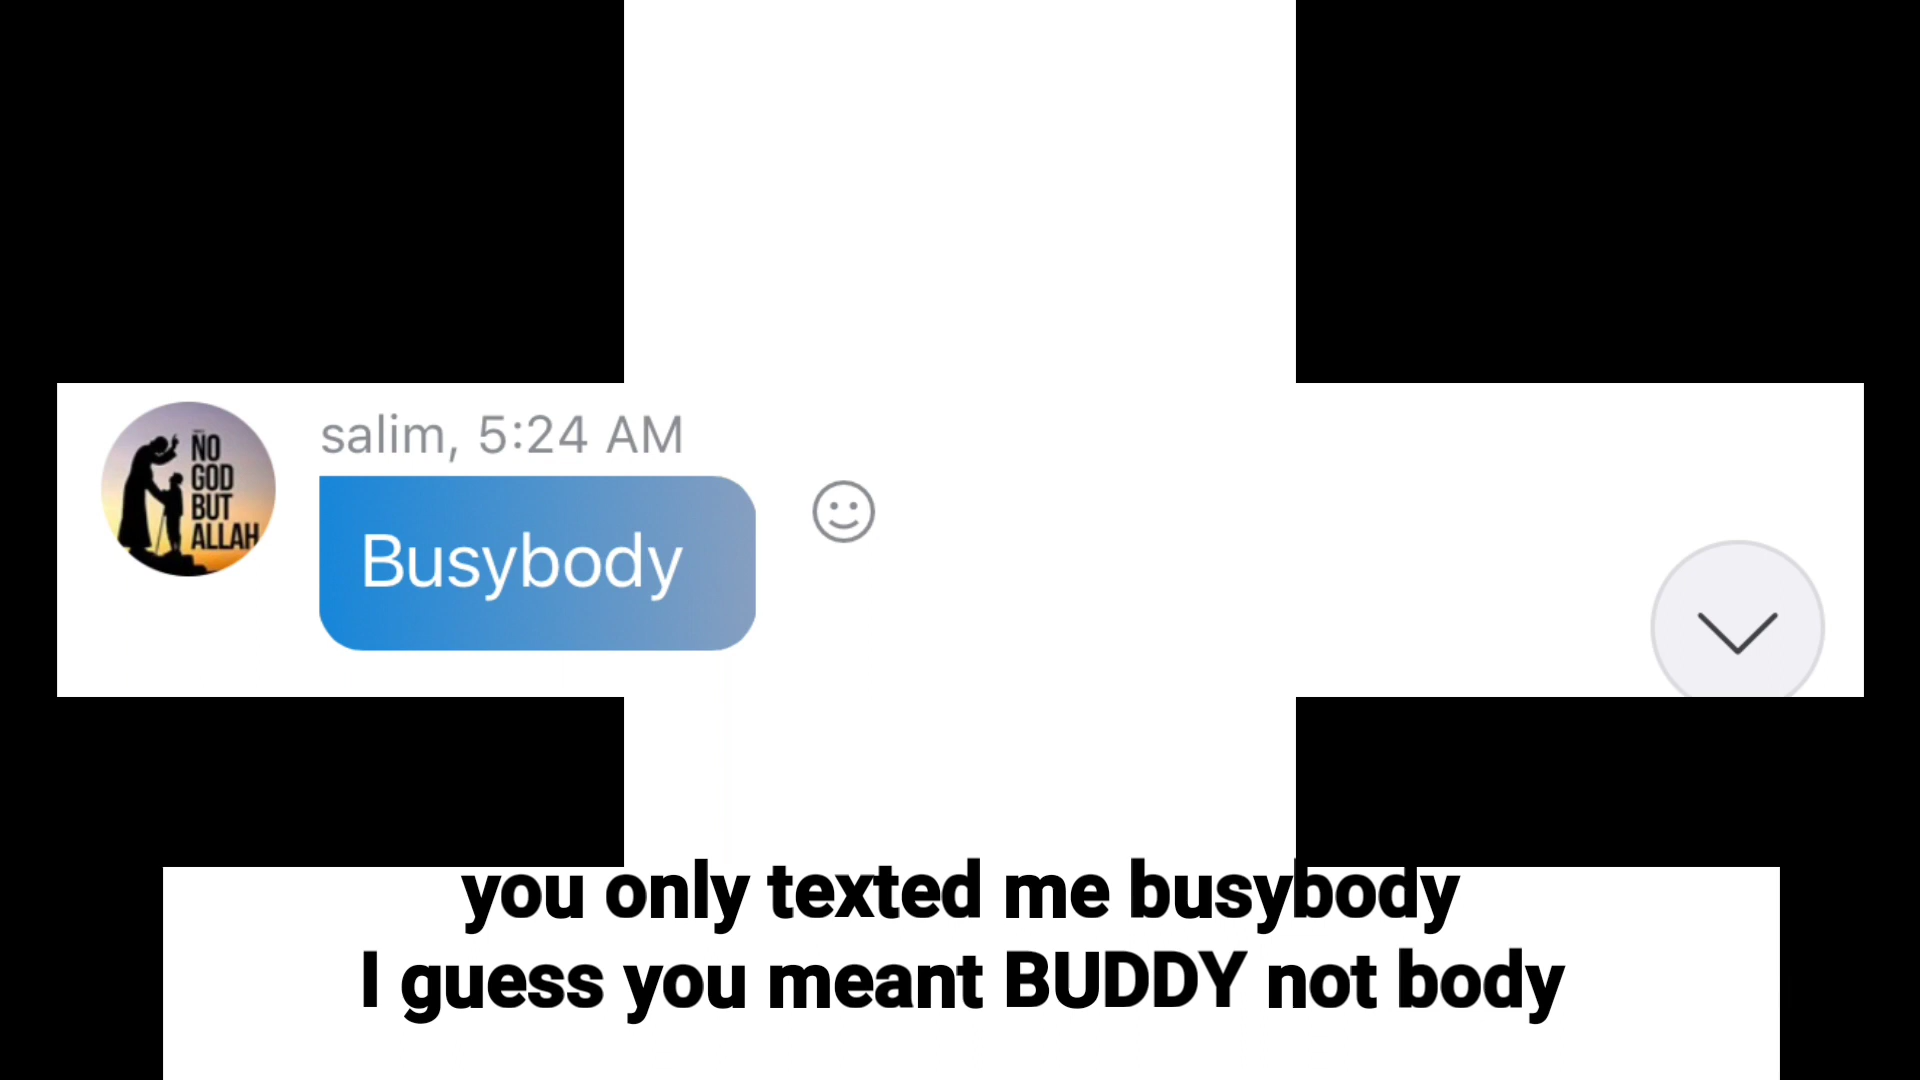 NO
GOD
BUT
ALLAH
salim, 5:24 AM
Busybody
you only texted me busybody
I guess you meant BUDDY not body